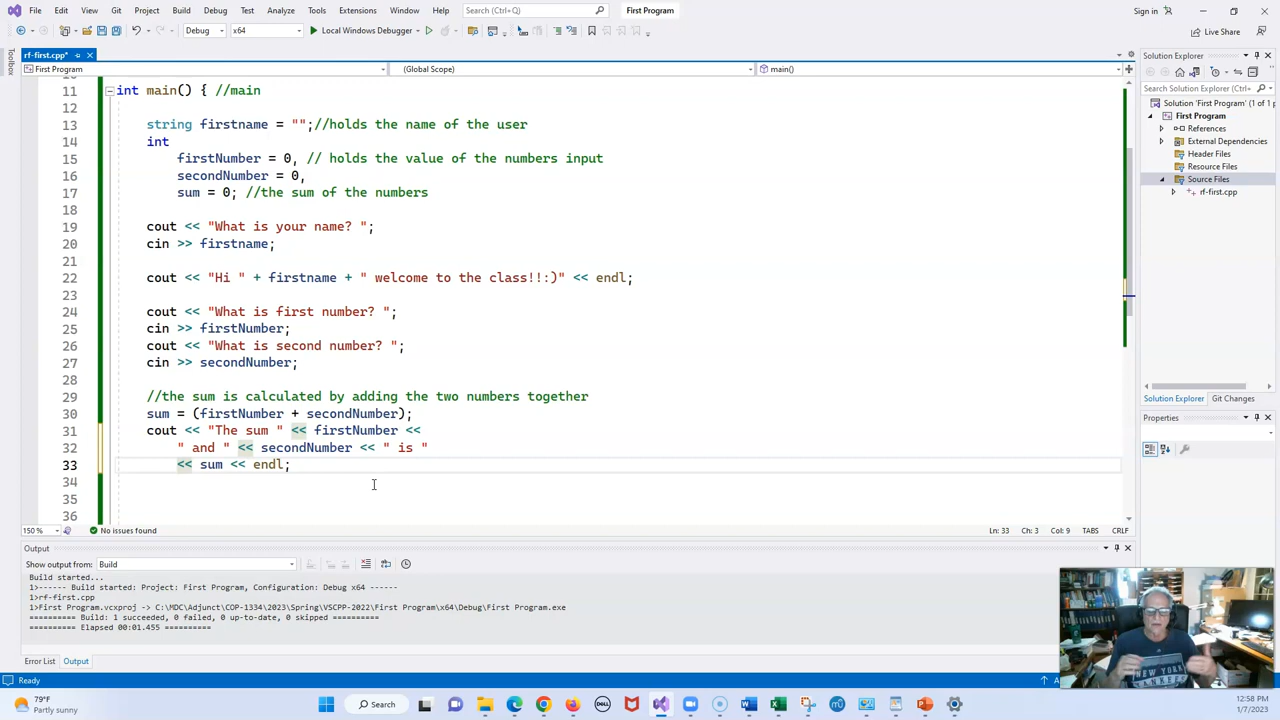 File Edit View Git Project Build Debug Test Analyze Tools Extensions Window Help Search (Ctrl+Q) First Program Sign in
Debug x64 Local Windows Debugger Live Share
Toolbox
rf-first.cpp*
First Program (Global Scope) main()
11 int main() { //main
12
13 string firstname = "";//holds the name of the user
14 int
15 firstNumber = 0, // holds the value of the numbers input
16 secondNumber = 0,
17 sum = 0; //the sum of the numbers
18
19 cout << "What is your name? ";
20 cin >> firstname;
21
22 cout << "Hi " + firstname + " welcome to the class!!:)" << endl;
23
24 cout << "What is first number? ";
25 cin >> firstNumber;
26 cout << "What is second number? ";
27 cin >> secondNumber;
28
29 //the sum is calculated by adding the two numbers together
30 sum = (firstNumber + secondNumber);
31 cout << "The sum " << firstNumber <<
32 " and " << secondNumber << " is "
33 << sum << endl;
34
35
36
150 % No issues found Ln: 33 Ch: 3 Col: 9 TABS CRLF
Solution Explorer
Search Solution Explorer (Ctrl+
Solution 'First Program' (1 of 1 p
First Program
References
External Dependencies
Header Files
Resource Files
Source Files
rf-first.cpp
Solution Explorer Git Changes
Properties
Output
Show output from: Build
Build started...
1>------ Build started: Project: First Program, Configuration: Debug x64 ------
1>rf-first.cpp
1>First Program.vcxproj -> C:\MDC\Adjunct\COP-1334\2023\Spring\VSCPP-2022\First Program\x64\Debug\First Program.exe
========== Build: 1 succeeded, 0 failed, 0 up-to-date, 0 skipped ==========
========== Elapsed 00:01.455 ==========
Error List Output
Ready
NEW YORK
YANKEES
79°F
Partly sunny
Search
DELL
12:58 PM
1/7/2023